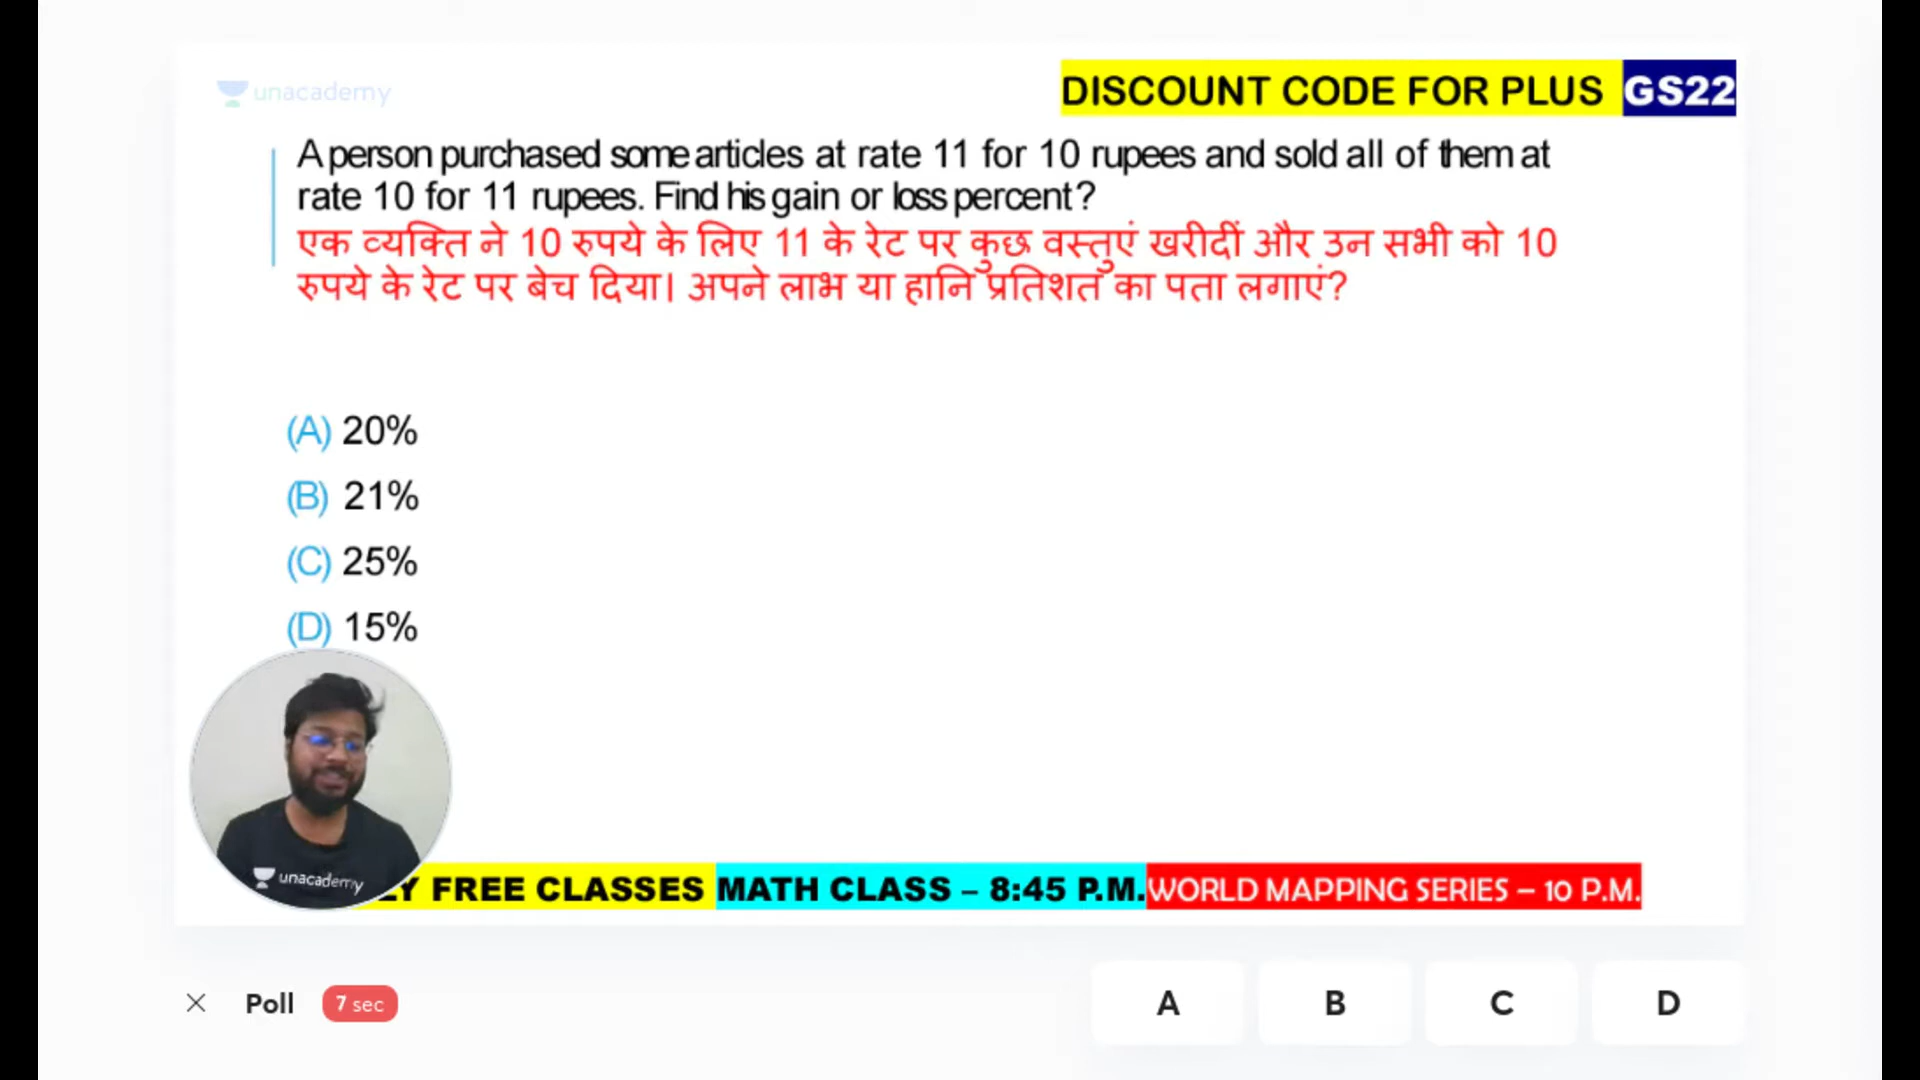 unacademy
DISCOUNT CODE FOR PLUS GS22
A person purchased some articles at rate 11 for 10 rupees and sold all of them at
rate 10 for 11 rupees. Find his gain or loss percent?
एक व्यक्ति ने 10 रुपये के लिए 11 के रेट पर कुछ वस्तुएं खरीदीं और उन सभी को 10
रुपये के रेट पर बेच दिया। अपने लाभ या हानि प्रतिशत का पता लगाएं?
(A) 20%
(B) 21%
(C) 25%
(D) 15%
unacademy
FREE CLASSES MATH CLASS – 8:45 P.M. WORLD MAPPING SERIES – 10 P.M.
Poll 7 sec A B C D